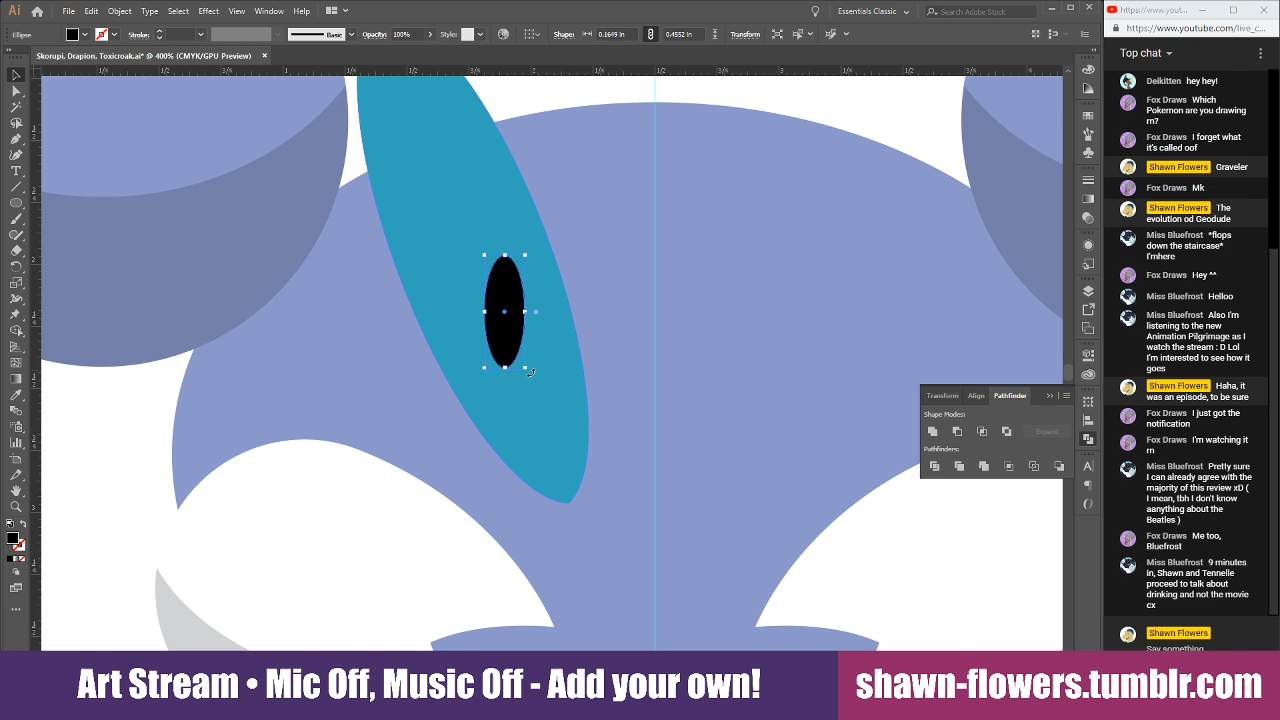 Ai File Edit Object Type Select Effect View Window Help Essentials Classic Search Adobe Stock
Ellipse Stroke: Basic Opacity: 100% Style: Shape: 0.1649 in 0.4532 in Transform
Skorupi, Drapion, Toxicroak.ai* @ 400% (CMYK/GPU Preview) ×
Transform Align Pathfinder
Shape Modes:
Expand
Pathfinders:
https://www.yout...
https://www.youtube.com/live_c...
Top chat
Deikitten hey hey!
Fox Draws Which
Pokemon are you drawing
rn?
Fox Draws I forget what
it's called oof
Shawn Flowers Graveler
Fox Draws Mk
Shawn Flowers The
evolution od Geodude
Miss Bluefrost *flops
down the staircase*
I'mhere
Fox Draws Hey ^^
Miss Bluefrost Helloo
Miss Bluefrost Also I'm
listening to the new
Animation Pilgrimage as I
watch the stream : D Lol
I'm interested to see how it
goes
Shawn Flowers Haha, it
was an episode, to be sure
Fox Draws I just got the
notification
Fox Draws I'm watching it
rn
Miss Bluefrost Pretty sure
I can already agree with the
majority of this review xD (
I mean, tbh I don't know
aanything about the
Beatles )
Fox Draws Me too,
Bluefrost
Miss Bluefrost 9 minutes
in, Shawn and Tennelle
proceed to talk about
drinking and not the movie
cx
Shawn Flowers
Say something...
Art Stream • Mic Off, Music Off - Add your own!
shawn-flowers.tumblr.com